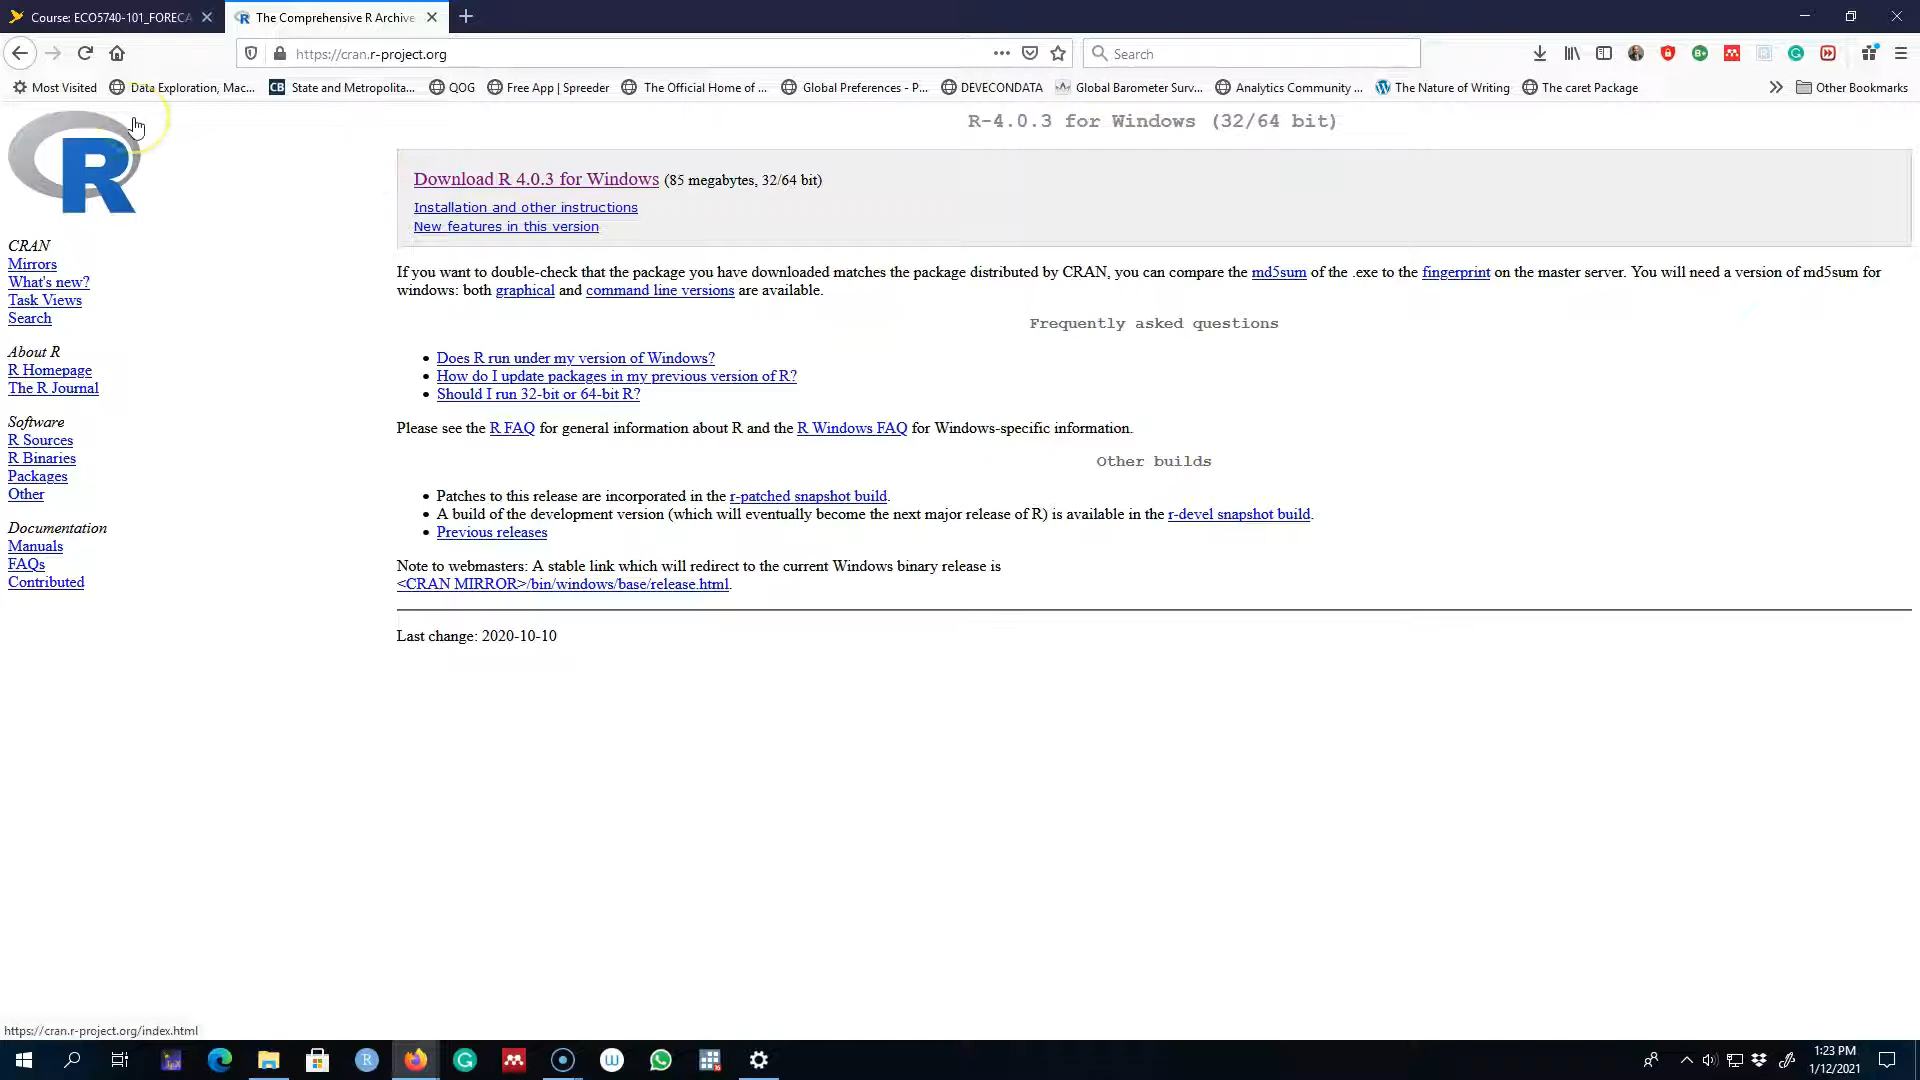 Course: ECO5740-101_FORECA
The Comprehensive R Archive
https://cran.r-project.org
Search
Most Visited
Data Exploration, Mac...
CB State and Metropolita...
QOG
Free App | Speeder
The Official Home of ...
Global Preferences - P...
DEVECONDATA
Global Barometer Surv...
Analytics Community ...
The Nature of Writing
The caret Package
Other Bookmarks
R
CRAN
Mirrors
What's new?
Task Views
Search
About R
R Homepage
The R Journal
Software
R Sources
R Binaries
Packages
Other
Documentation
Manuals
FAQs
Contributed
R-4.0.3 for Windows (32/64 bit)
Download R 4.0.3 for Windows (85 megabytes, 32/64 bit)
Installation and other instructions
New features in this version
If you want to double-check that the package you have downloaded matches the package distributed by CRAN, you can compare the md5sum of the .exe to the fingerprint on the master server. You will need a version of md5sum for
windows: both graphical and command line versions are available.
Frequently asked questions
• Does R run under my version of Windows?
• How do I update packages in my previous version of R?
• Should I run 32-bit or 64-bit R?
Please see the R FAQ for general information about R and the R Windows FAQ for Windows-specific information.
Other builds
• Patches to this release are incorporated in the r-patched snapshot build.
• A build of the development version (which will eventually become the next major release of R) is available in the r-devel snapshot build.
• Previous releases
Note to webmasters: A stable link which will redirect to the current Windows binary release is
<CRAN MIRROR>/bin/windows/base/release.html.
Last change: 2020-10-10
https://cran.r-project.org/index.html
1:23 PM
1/12/2021